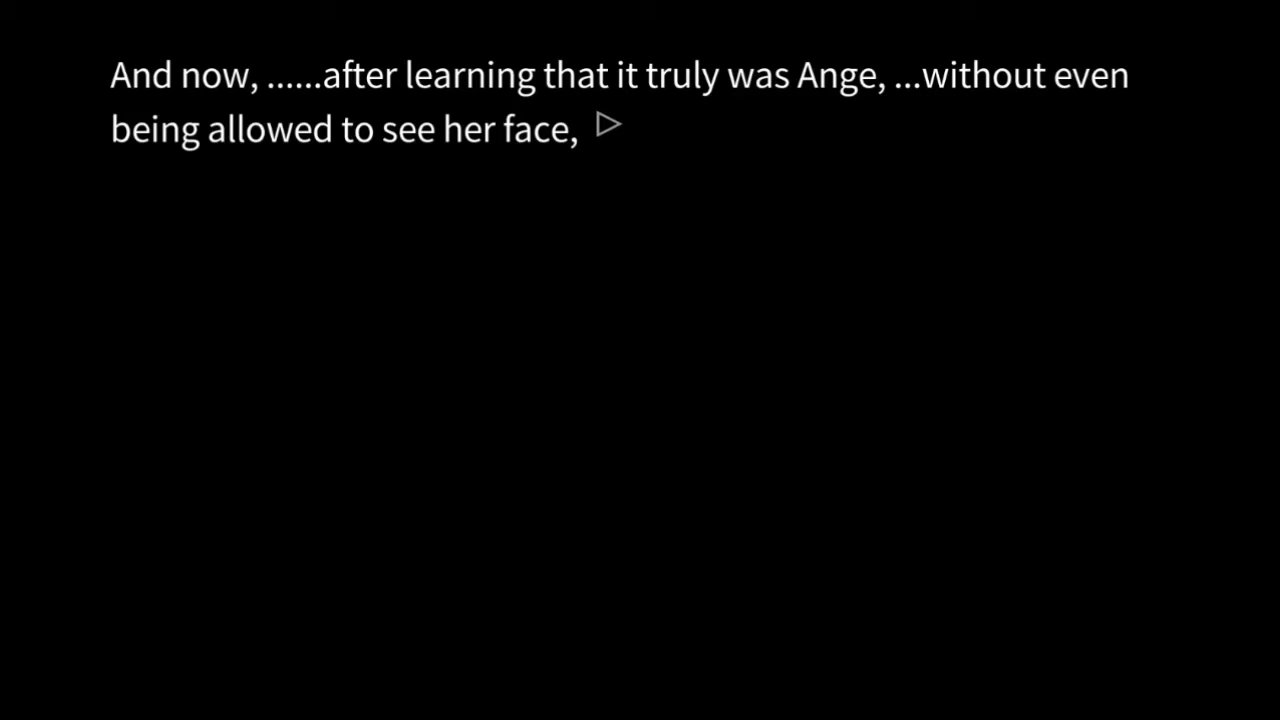 And now, ......after learning that it truly was Ange, ...without even
being allowed to see her face,